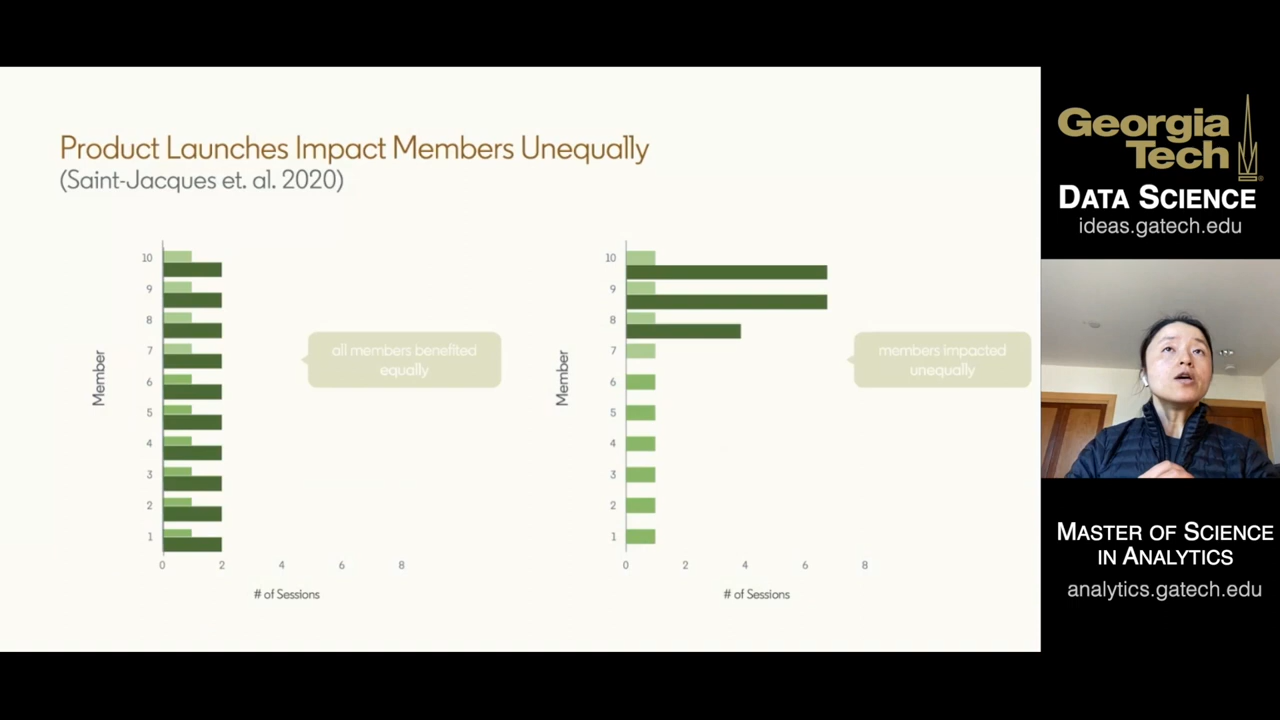 Product Launches Impact Members Unequally
(Saint-Jacques et. al. 2020)
10
9
8
7
6
5
4
3
2
1
Member
0 2 4 6 8
# of Sessions
all members benefited
equally
10
9
8
7
6
5
4
3
2
1
Member
0 2 4 6 8
# of Sessions
members impacted
unequally
Georgia
Tech
DATA SCIENCE
ideas.gatech.edu
MASTER OF SCIENCE
IN ANALYTICS
analytics.gatech.edu